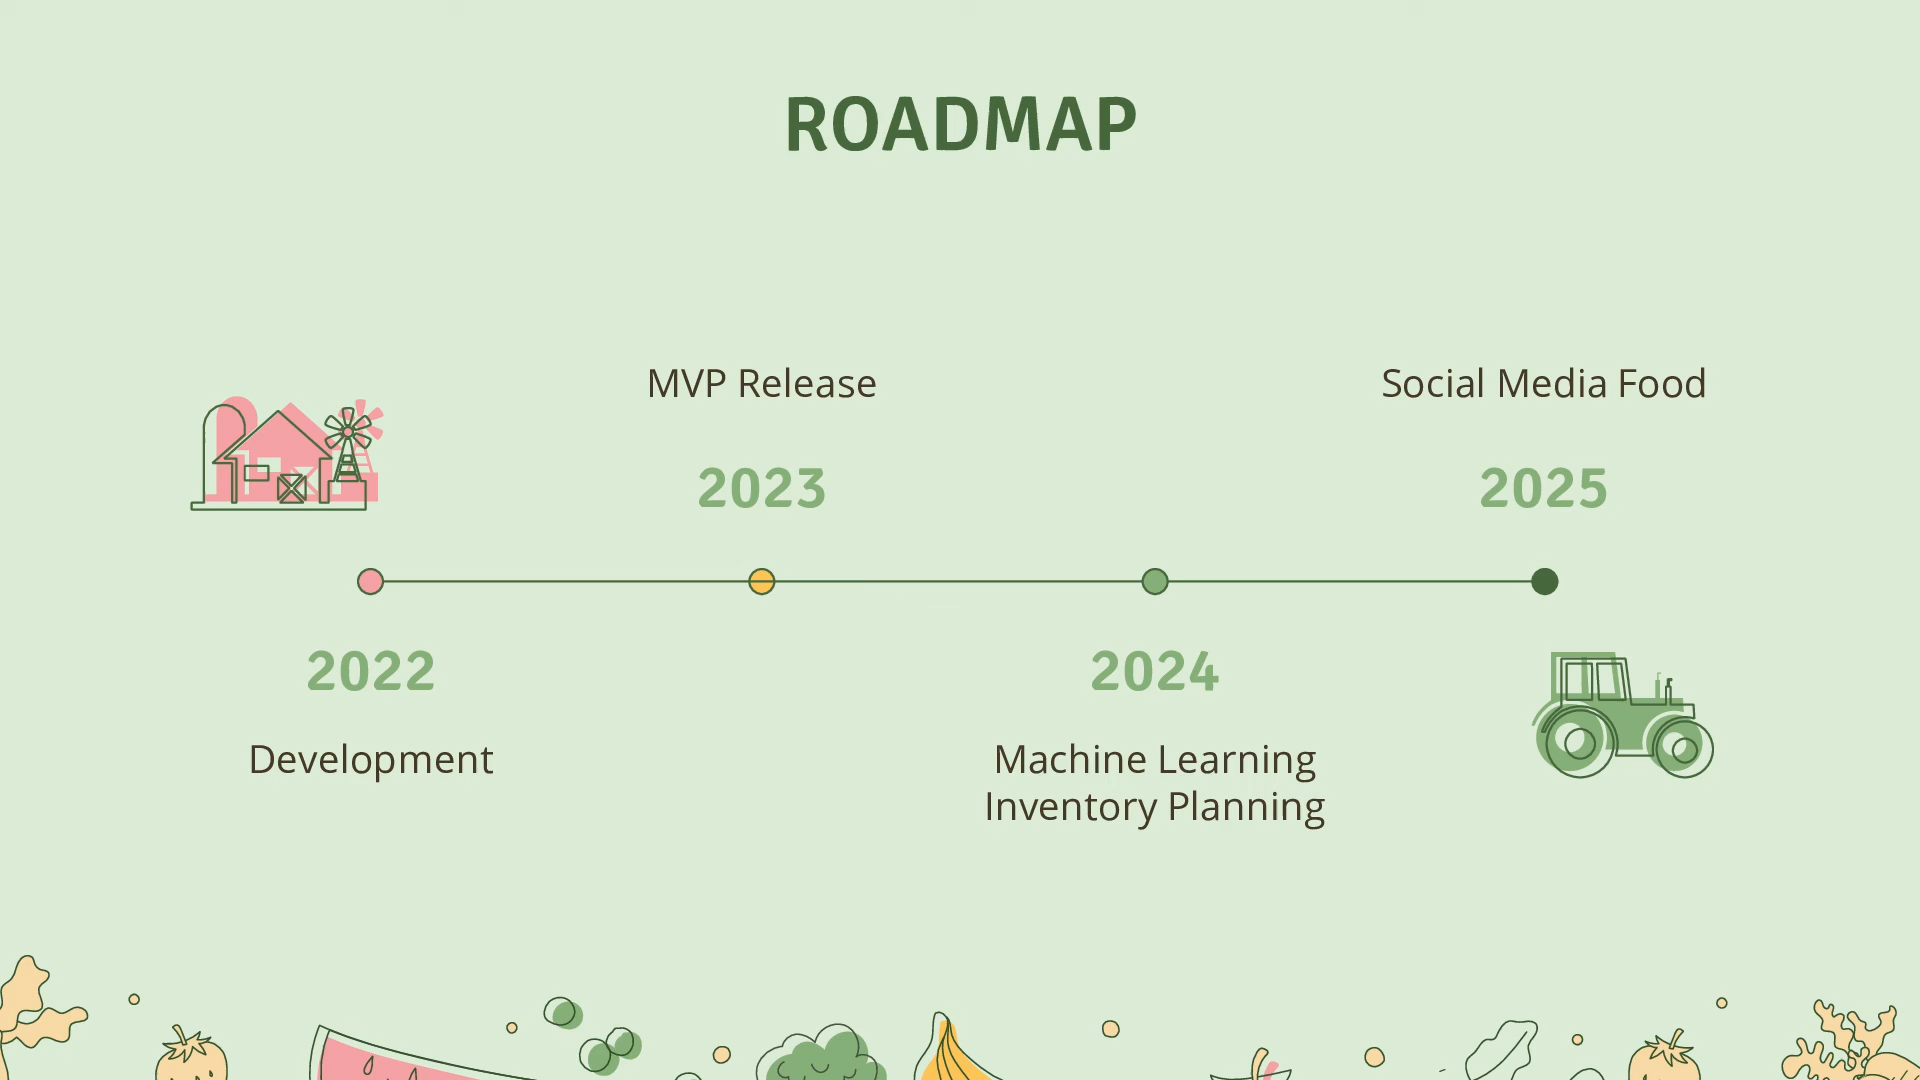 ROADMAP
MVP Release
Social Media Food
2023
2025
2022
2024
Development
Machine Learning
Inventory Planning